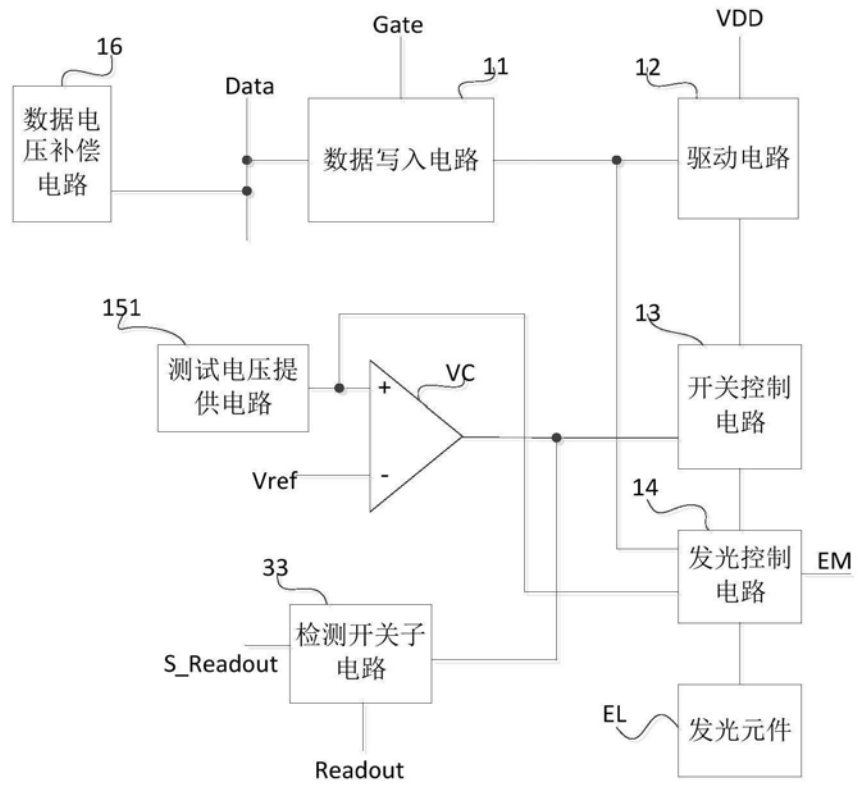 Gate
VDD
16
Data
11
12
数据电
压补偿
电路
数据写入电路
驱动电路
151
13
测试电压提
供电路
+
VC
开关控制
电路
Vref
-
14
发光控制
电路
EM
33
检测开关子
电路
S_Readout
EL
发光元件
Readout